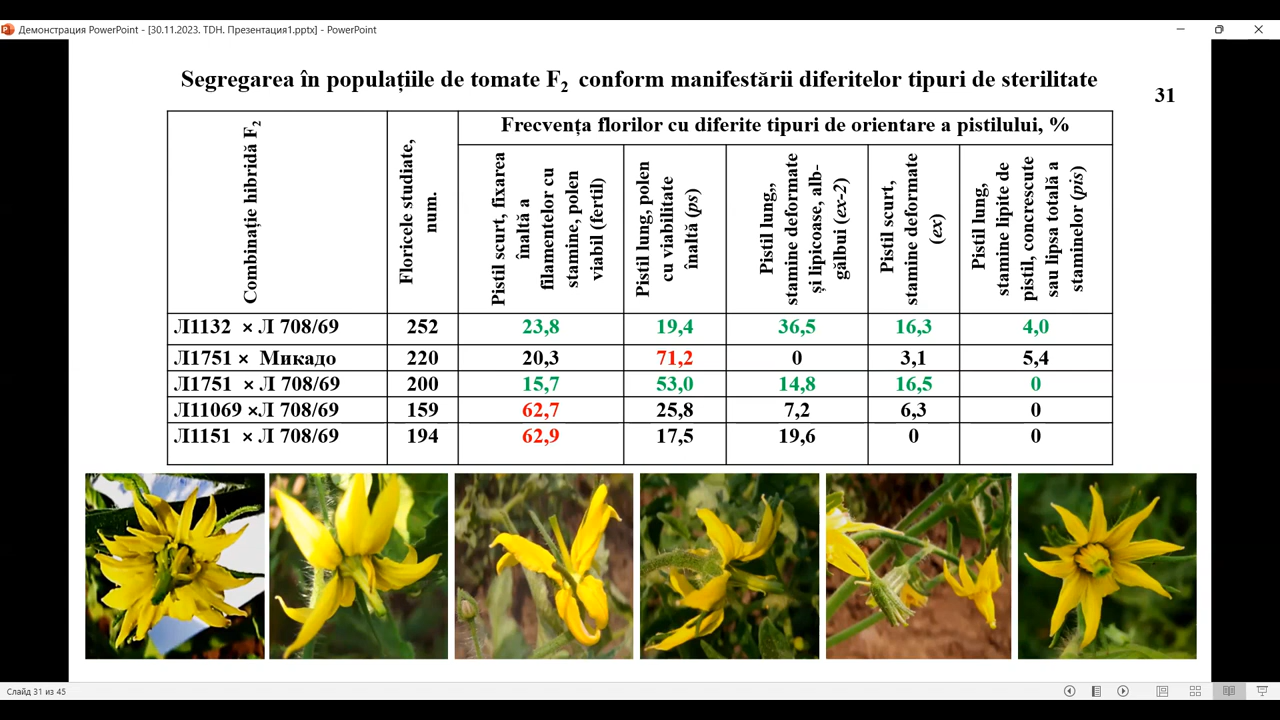 Демонстрация PowerPoint - [30.11.2023. TDH. Презентация1.pptx] - PowerPoint
Segregarea în populațiile de tomate F2 conform manifestării diferitelor tipuri de sterilitate
31
Combinație hibridă F2
Floricele studiate,
num.
Frecvența florilor cu diferite tipuri de orientare a pistilului, %
Pistil scurt, fixarea
înaltă a
filamentelor cu
stamine, polen
viabil (fertil)
Pistil lung, polen
cu viabilitate
înaltă (ps)
Pistil lung,,
stamine deformate
și lipicoase, alb-
gălbui (ex-2)
Pistil scurt,
stamine deformate
(ex)
Pistil lung,
stamine lipite de
pistil, concrescute
sau lipsa totală a
staminelor (pis)
Л1132 × Л 708/69 252 23,8 19,4 36,5 16,3 4,0
Л1751 × Микадо 220 20,3 71,2 0 3,1 5,4
Л1751 × Л 708/69 200 15,7 53,0 14,8 16,5 0
Л11069 ×Л 708/69 159 62,7 25,8 7,2 6,3 0
Л1151 × Л 708/69 194 62,9 17,5 19,6 0 0
Слайд 31 из 45